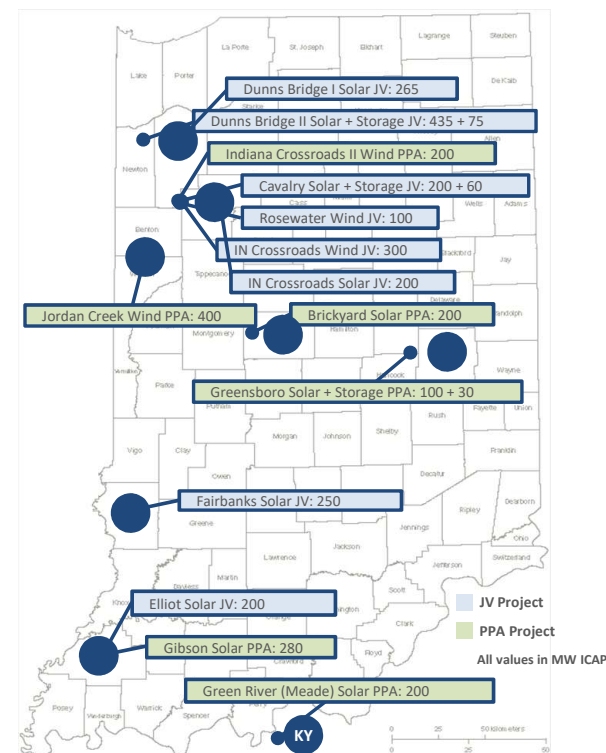 Lagrange
Steuben
La Porte
St. Joseph
Elkhart
Lake
Porter
De Kalb
Dunns Bridge I Solar JV: 265
Starke
Dunns Bridge II Solar + Storage JV: 435 + 75
Allen
Newton
Indiana Crossroads II Wind PPA: 200
Cavalry Solar + Storage JV: 200 + 60
Cass
Wells
Adams
Rosewater Wind JV: 100
Benton
IN Crossroads Wind JV: 300
Blackford
Jay
Tippecanoe
IN Crossroads Solar JV: 200
Delaware
Jordan Creek Wind PPA: 400
Brickyard Solar PPA: 200
Randolph
Montgomery
Hamilton
Hancock
Wayne
Parke
Greensboro Solar + Storage PPA: 100 + 30
Putnam
Rush
Fayette
Union
Vigo
Clay
Morgan
Johnson
Shelby
Franklin
Owen
Decatur
Fairbanks Solar JV: 250
Dearborn
Ripley
Greene
Jennings
Jackson
Ohio
Lawrence
Jefferson
Switzerland
Martin
Daviess
Scott
Knox
Elliot Solar JV: 200
JV Project
Clark
PPA Project
Gibson Solar PPA: 280
Floyd
Crawford
All values in MW ICAP
Green River (Meade) Solar PPA: 200
Posey
Warrick
Spencer
Perry
KY
0
25
50 kilometers
0
25
50